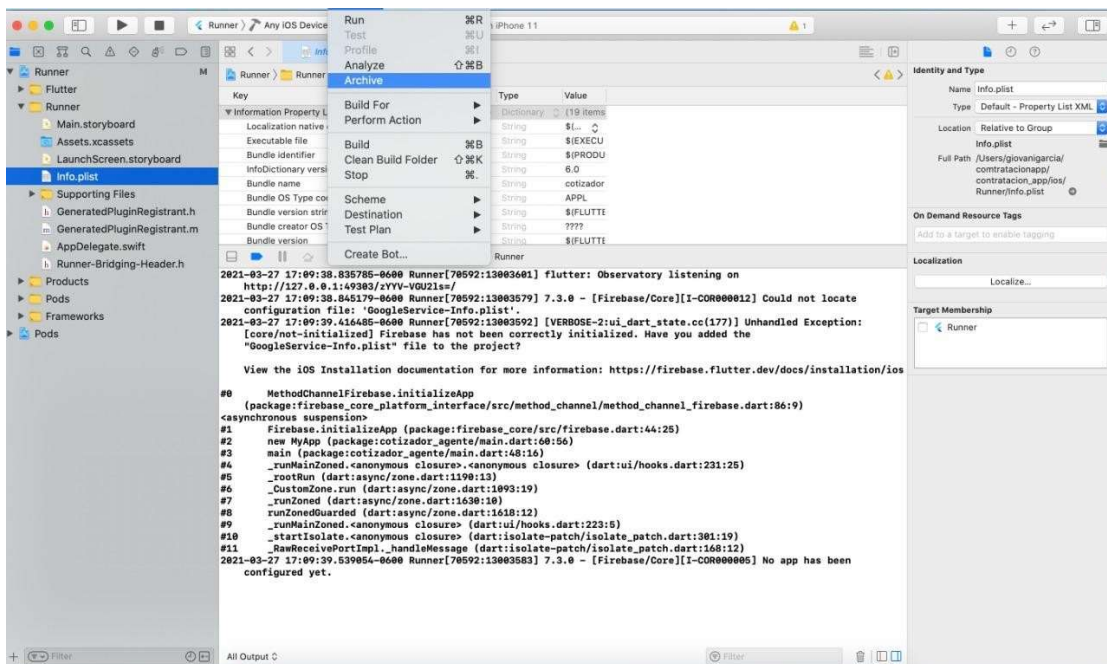 Runner
Any iOS Device
iPhone 11
1
Run ⌘R
Test ⌘U
Profile ⌘I
Analyze ⇧⌘B
Archive
Build For
Perform Action
Build ⌘B
Clean Build Folder ⇧⌘K
Stop ⌘.
Scheme
Destination
Test Plan
Create Bot...
Runner M
Flutter
Runner
Main.storyboard
Assets.xcassets
LaunchScreen.storyboard
Info.plist
Supporting Files
GeneratedPluginRegistrant.h
GeneratedPluginRegistrant.m
AppDelegate.swift
Runner-Bridging-Header.h
Products
Pods
Frameworks
Pods
Filter
Runner
Runner
Key Type Value
Information Property L Dictionary (19 items
Localization native String $(...
Executable file String $(EXECU
Bundle identifier String $(PRODU
InfoDictionary versi String 6.0
Bundle name String cotizador
Bundle OS Type co String APPL
Bundle version strin String $(FLUTTE
Bundle creator OS T String ????
Bundle version String $(FLUTTE
Runner
2021-03-27 17:09:38.835785-0600 Runner[70592:13003601] flutter: Observatory listening on
http://127.0.0.1:49303/zYYV-VGU2ls=/
2021-03-27 17:09:38.845179-0600 Runner[70592:13003579] 7.3.0 - [Firebase/Core][I-COR000012] Could not locate
configuration file: 'GoogleService-Info.plist'.
2021-03-27 17:09:39.416485-0600 Runner[70592:13003592] [VERBOSE-2:ui_dart_state.cc(177)] Unhandled Exception:
[core/not-initialized] Firebase has not been correctly initialized. Have you added the
"GoogleService-Info.plist" file to the project?
View the iOS Installation documentation for more information: https://firebase.flutter.dev/docs/installation/ios
#0 MethodChannelFirebase.initializeApp
(package:firebase_core_platform_interface/src/method_channel/method_channel_firebase.dart:86:9)
<asynchronous suspension>
#1 Firebase.initializeApp (package:firebase_core/src/firebase.dart:44:25)
#2 new MyApp (package:cotizador_agente/main.dart:60:56)
#3 main (package:cotizador_agente/main.dart:48:16)
#4 _runMainZoned.<anonymous closure>.<anonymous closure> (dart:ui/hooks.dart:231:25)
#5 _rootRun (dart:async/zone.dart:1190:13)
#6 _CustomZone.run (dart:async/zone.dart:1093:19)
#7 _runZoned (dart:async/zone.dart:1630:10)
#8 runZonedGuarded (dart:async/zone.dart:1618:12)
#9 _runMainZoned.<anonymous closure> (dart:ui/hooks.dart:223:5)
#10 _startIsolate.<anonymous closure> (dart:isolate-patch/isolate_patch.dart:301:19)
#11 _RawReceivePortImpl._handleMessage (dart:isolate-patch/isolate_patch.dart:168:12)
2021-03-27 17:09:39.539054-0600 Runner[70592:13003583] 7.3.0 - [Firebase/Core][I-COR000005] No app has been
configured yet.
All Output
Filter
Identity and Type
Name Info.plist
Type Default - Property List XML
Location Relative to Group
Info.plist
Full Path /Users/giovanigarcia/
comtratacionapp/
contratacion_app/ios/
Runner/Info.plist
On Demand Resource Tags
Add to a target to enable tagging
Localization
Localize...
Target Membership
Runner